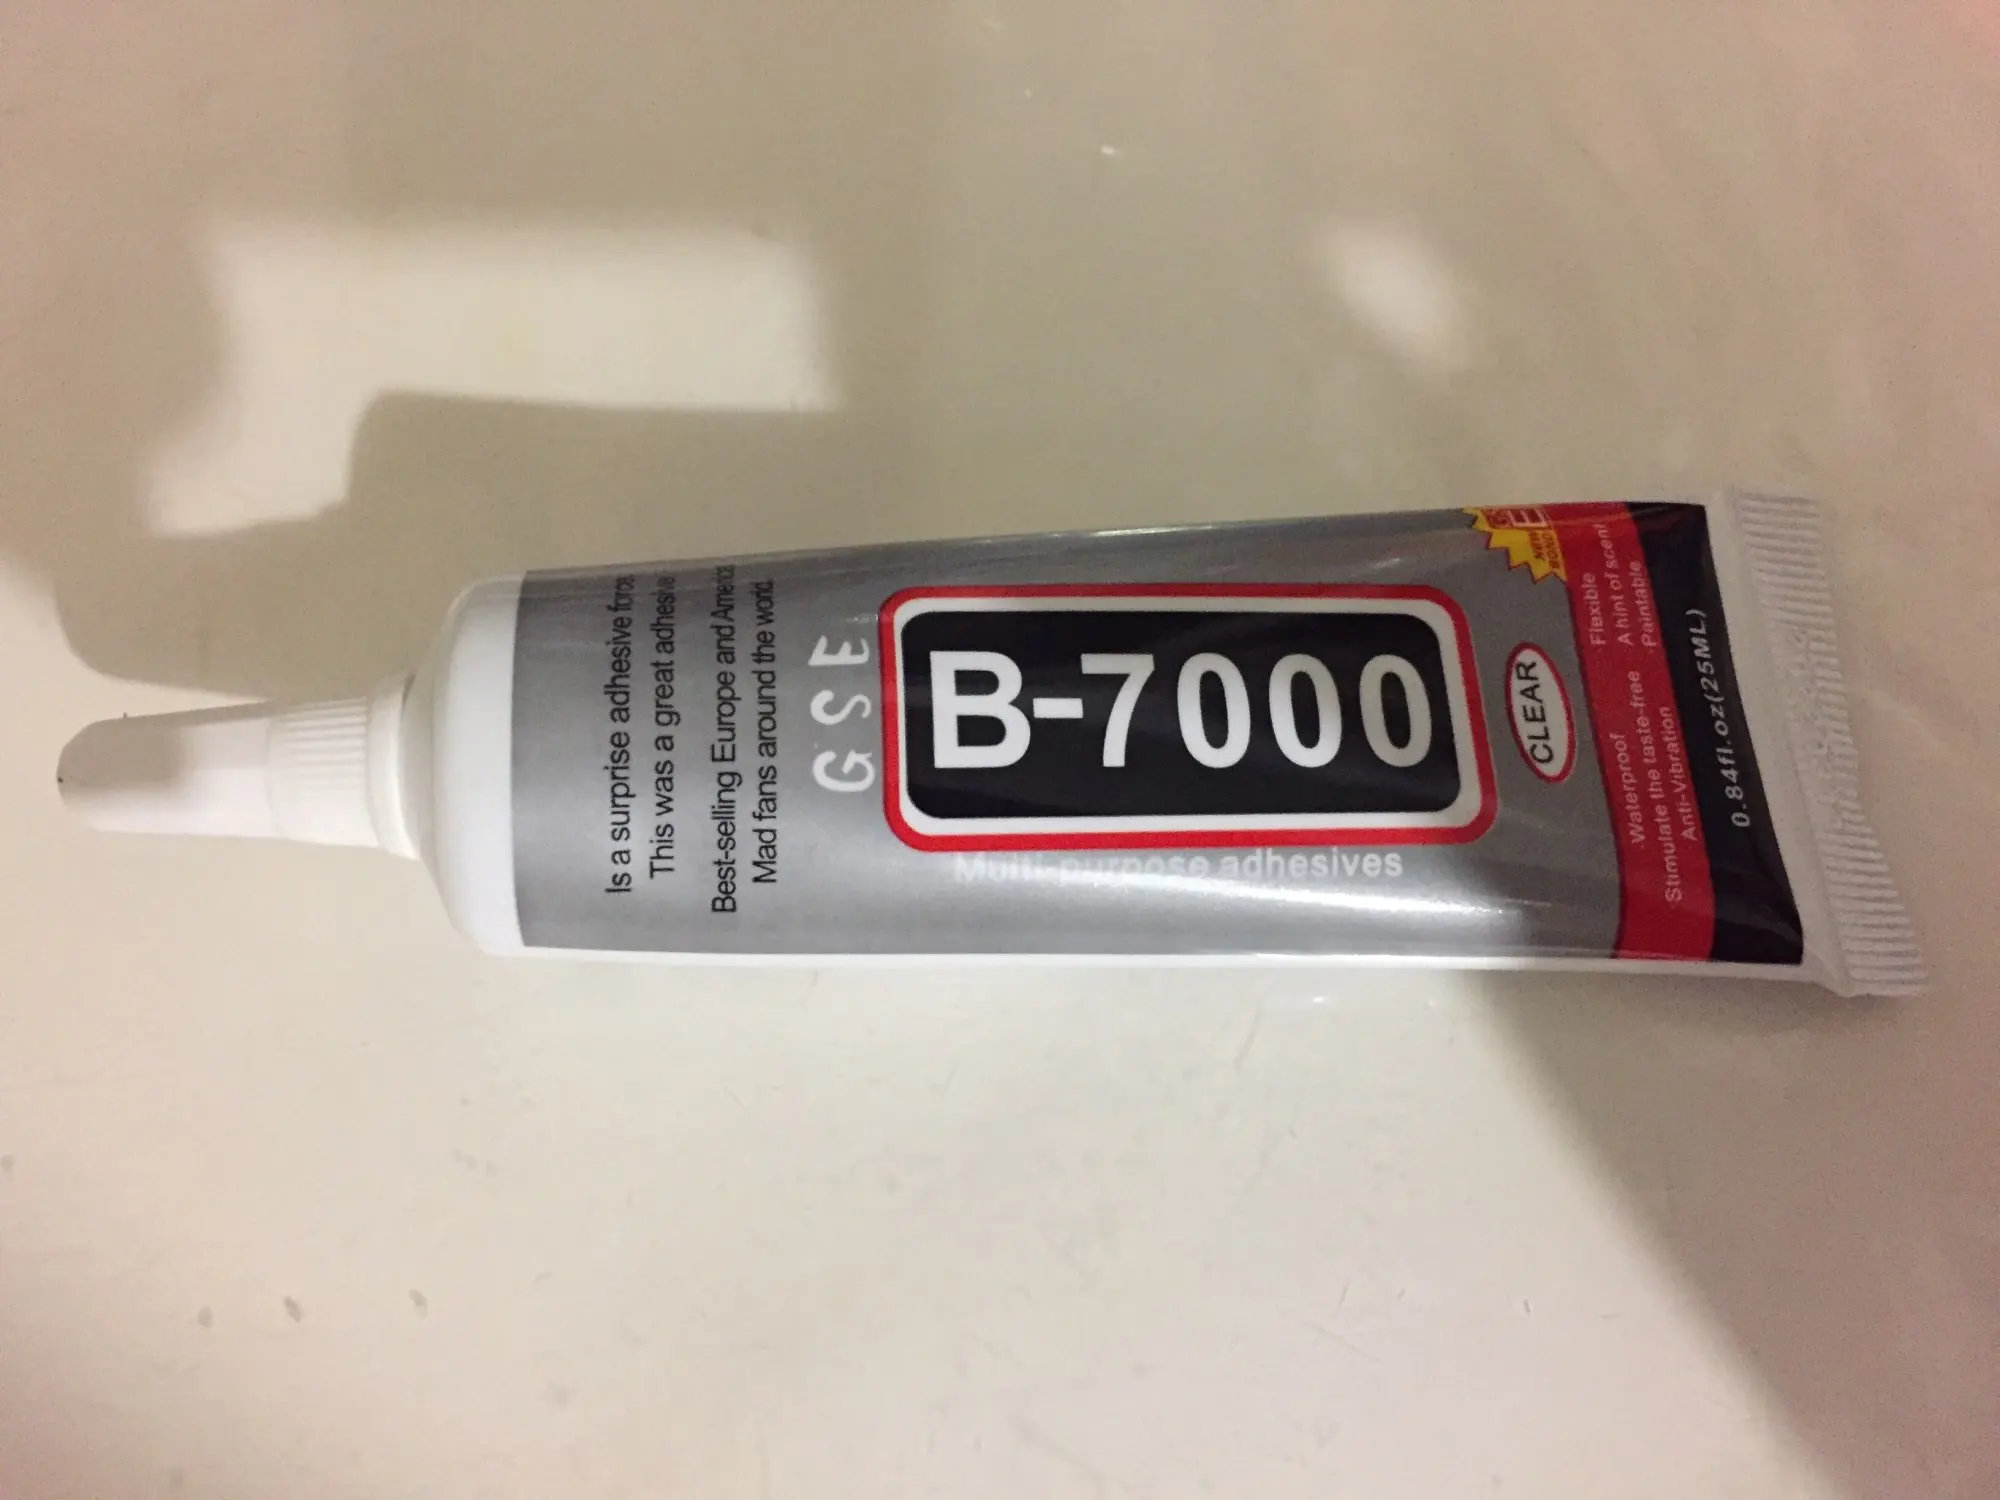 Is a surprise adhesive force.
This was a great adhesive
Best-selling Europe and America
Mad fans around the world.
GSE
B-7000
Multi-purpose adhesives
CLEAR
NEW
BOND
.Waterproof Flexible
Stimulate the taste-free A hint of scent
Anti-Vibration Paintable
0.84fl.oz(25ML)